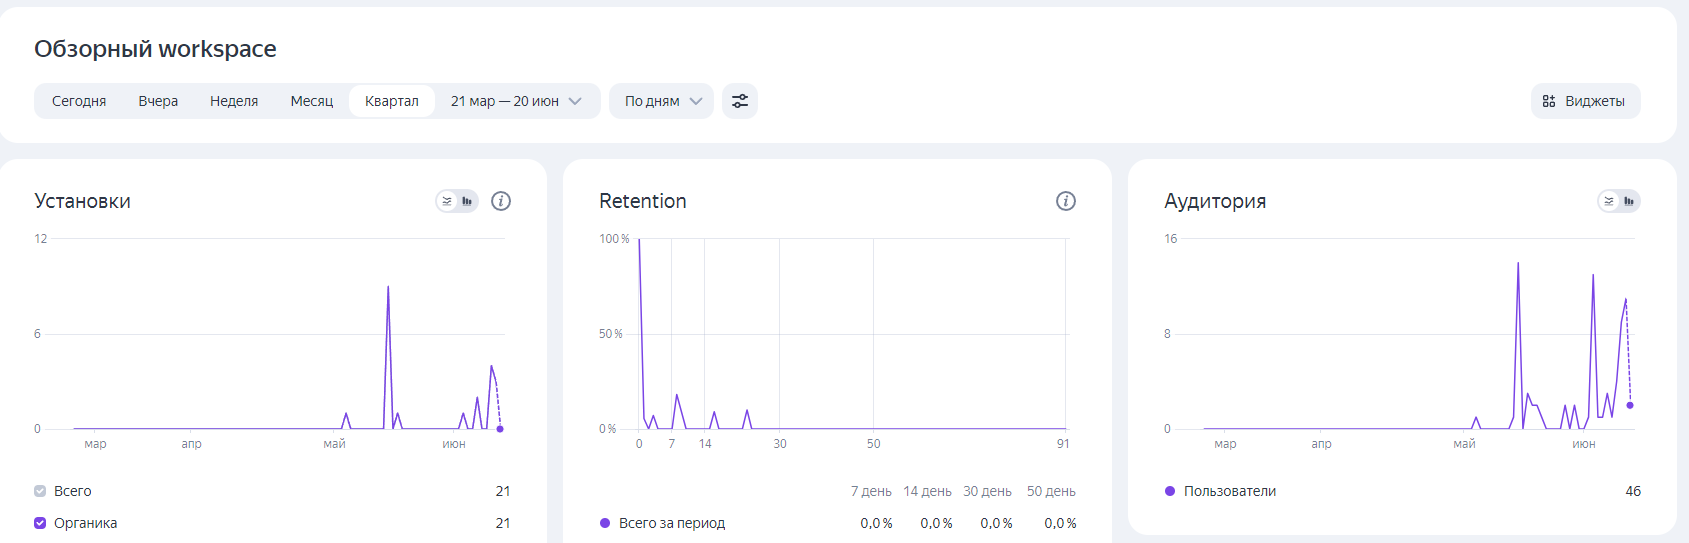 Обзорный workspace
Сегодня Вчера Неделя Месяц Квартал 21 мар — 20 июн По дням Виджеты
Установки
12
6
0
мар апр май июн
Всего 21
Органика 21
Retention
100 %
50 %
0 %
0 7 14 30 50 91
7 день 14 день 30 день 50 день
Всего за период 0,0 % 0,0 % 0,0 % 0,0 %
Аудитория
16
8
0
мар апр май июн
Пользователи 46